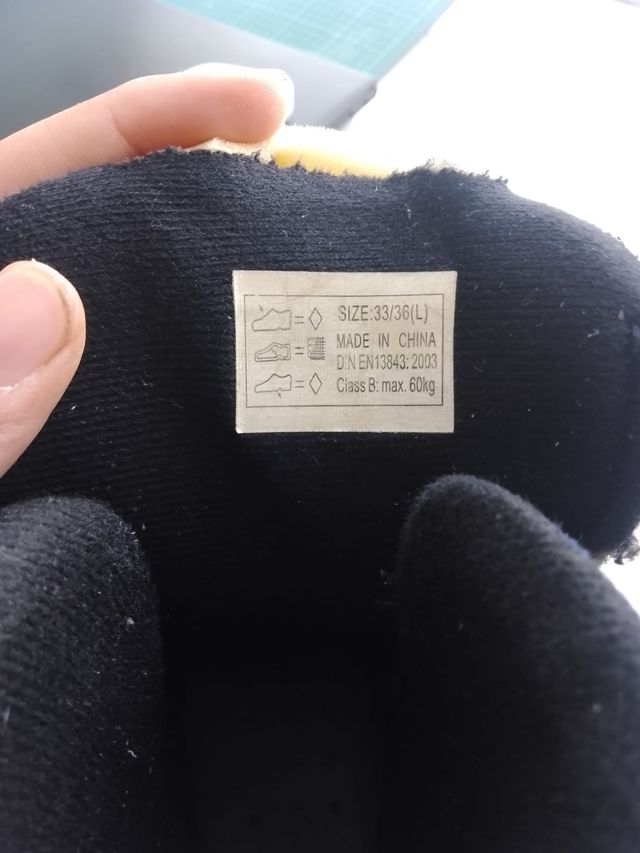 SIZE:33/36(L)
MADE IN CHINA
D:N EN13843: 2003
Class B: max. 60kg